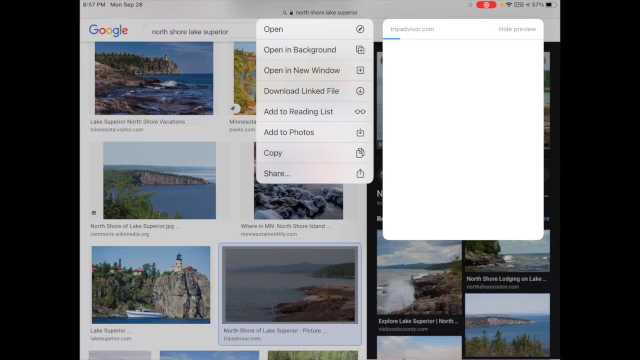 8:57 PM Mon Sep 28
north shore lake superior
57%
Google
north shore lake superior
Open
Open in Background
Open in New Window
Download Linked File
Add to Reading List
Add to Photos
Copy
Share...
tripadvisor.com
Hide preview
Lake Superior North Shore Vacations
minnesota-visitor.com
Minnesota
pixels.com
North Shore of Lake Superior.jpg ...
commons.wikimedia.org
Where in MN: North Shore Island ...
minnesotamonthly.com
Lake Superior ...
lakesuperior.com
North Shore of Lake Superior - Picture ...
tripadvisor.com
Explore Lake Superior | North ...
visitcookcounty.com
North Shore Lodging on Lake ...
northshorevisitor.com